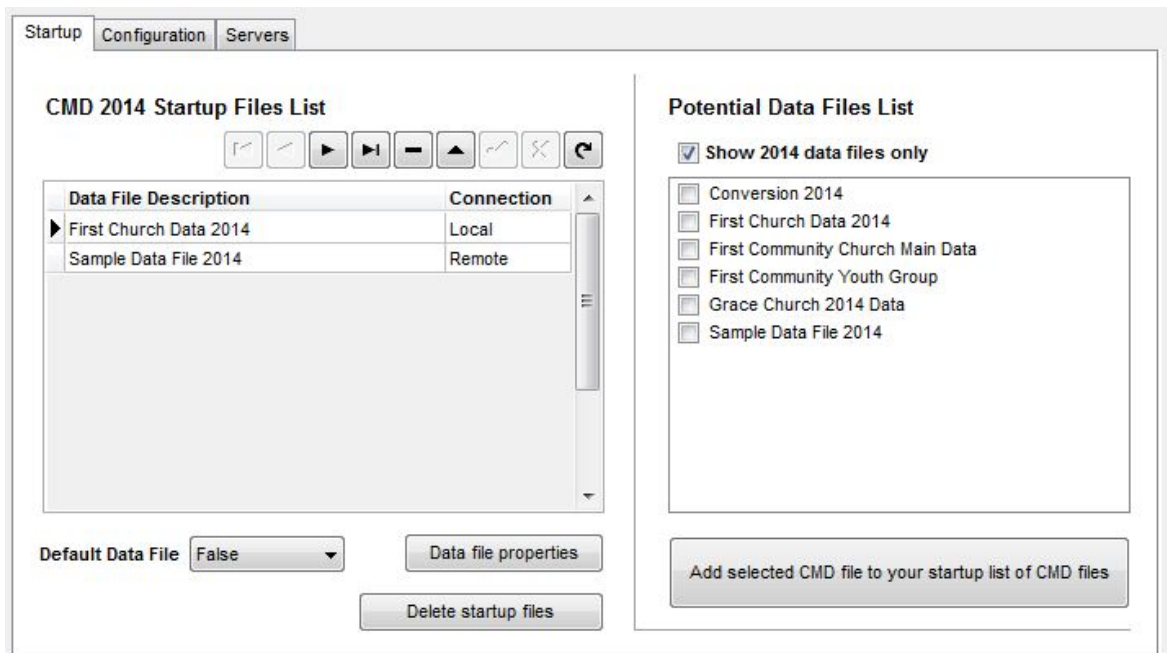 Startup Configuration Servers
CMD 2014 Startup Files List
Data File Description Connection
First Church Data 2014 Local
Sample Data File 2014 Remote
Default Data File False Data file properties
Delete startup files
Potential Data Files List
Show 2014 data files only
Conversion 2014
First Church Data 2014
First Community Church Main Data
First Community Youth Group
Grace Church 2014 Data
Sample Data File 2014
Add selected CMD file to your startup list of CMD files